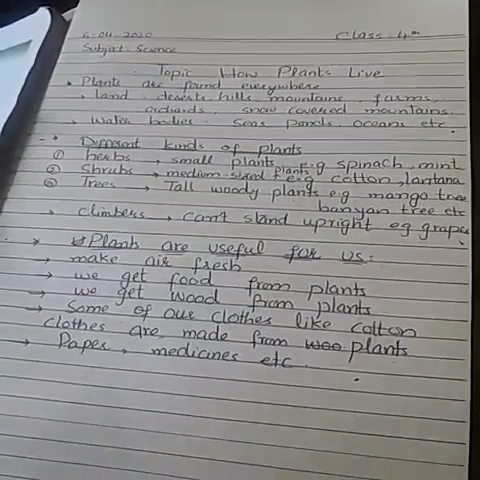 6-04-2020 Class-4th
Subject- Science
Topic How Plants Live
• Plants are found everywhere
→ land, deserts, hills, mountains, farms,
orchards, snow covered mountains.
→ Water bodies. Seas, Ponds, oceans etc.
* Different kinds of plants
① herbs → small plants e.g spinach, mint
② Shrubs → medium sized plants e.g cotton, lantana
③ Trees → Tall woody plants e.g mango tree
banyan tree etc
→ climbers → can't stand upright eg grapes
* Plants are useful for us:
→ make air fresh
→ we get food from plants
→ we get wood from plants
→ Some of our clothes like cotton
clothes are made from plants
→ Paper, medicines etc.